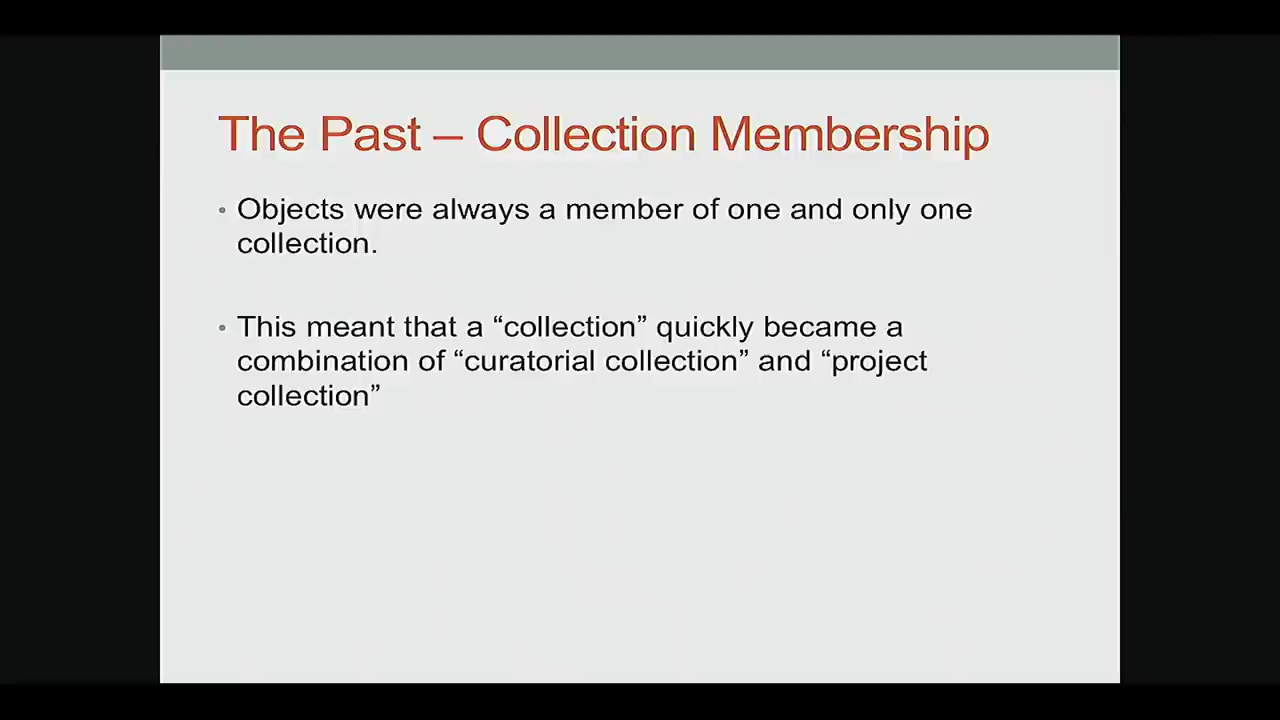 The Past – Collection Membership
• Objects were always a member of one and only one
collection.
• This meant that a “collection” quickly became a
combination of “curatorial collection” and “project
collection”